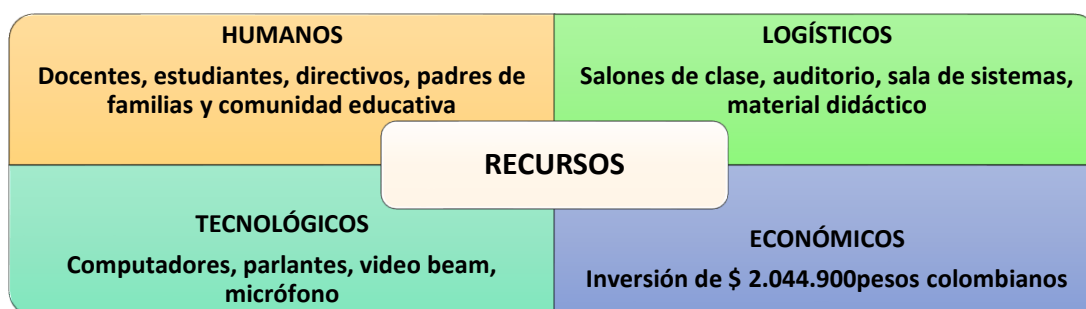 HUMANOS
Docentes, estudiantes, directivos, padres de
familias y comunidad educativa
LOGÍSTICOS
Salones de clase, auditorio, sala de sistemas,
material didáctico
RECURSOS
TECNOLÓGICOS
Computadores, parlantes, video beam,
micrófono
ECONÓMICOS
Inversión de $ 2.044.900pesos colombianos